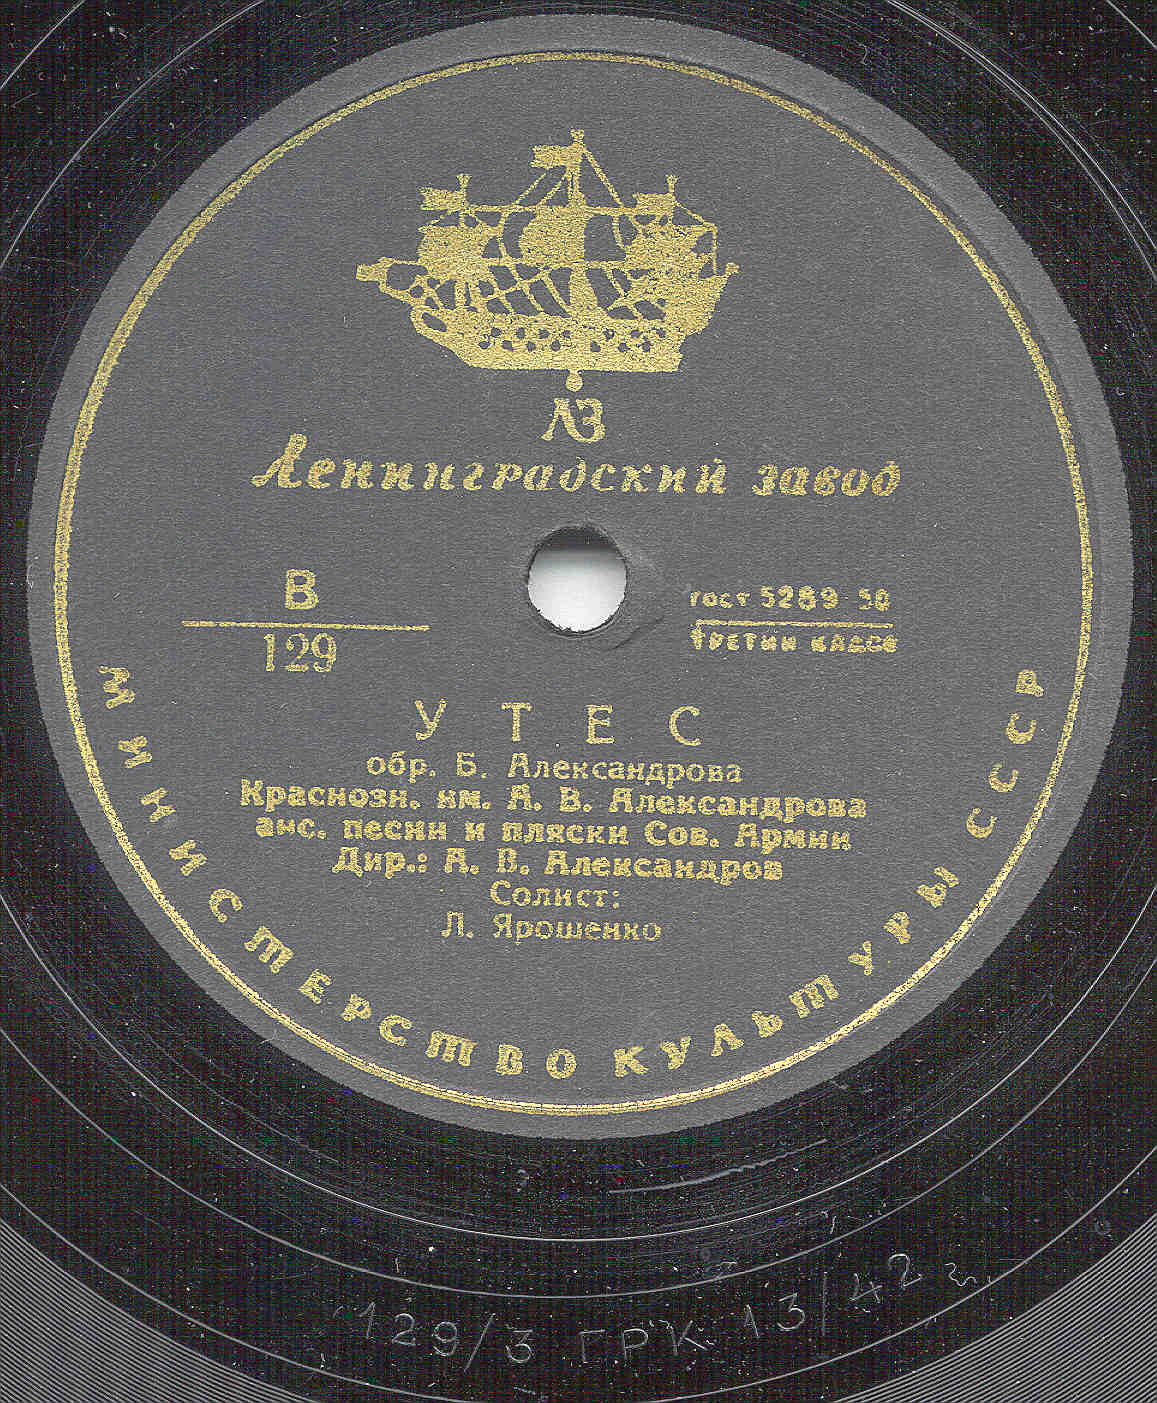 ЛЗ
Ленинградский завод
В
129
гост 5289-50
третий класс
УТЕС
обр. Б. Александрова
Краснозн. им. А. В. Александрова
анс. песни и пляски Сов. Армии
Дир.: А. В. Александров
Солист:
Л. Ярошенко
МИНИСТЕРСТВО КУЛЬТУРЫ СССР
129/3 ГРК 13/42